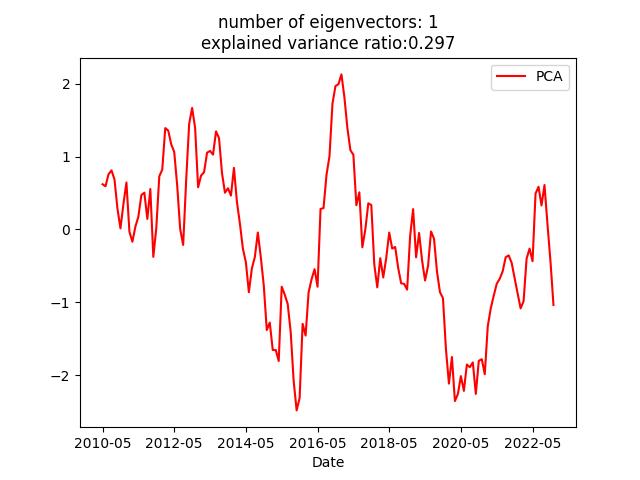 number of eigenvectors: 1
explained variance ratio:0.297
PCA
2
1
0
−1
−2
2010-05 2012-05 2014-05 2016-05 2018-05 2020-05 2022-05
Date